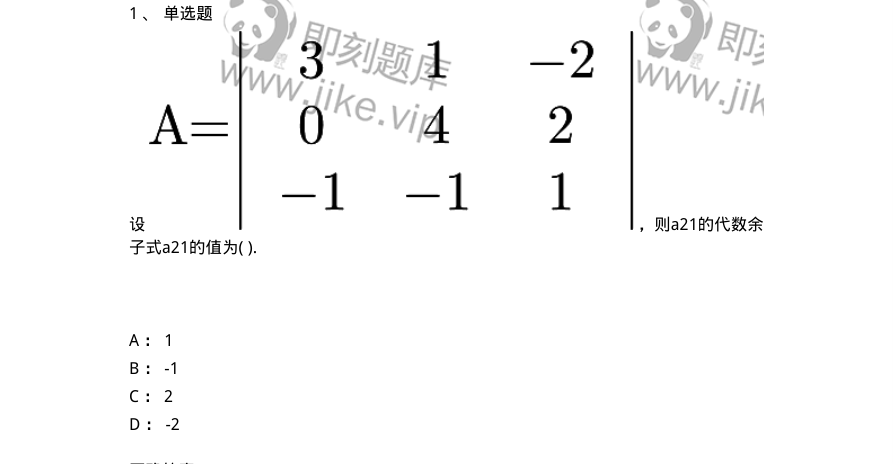 1 、 单选题
即刻题库 即刻
www.jike.vip www.jik
3 1 −2
A= 0 4 2
−1 −1 1
设 ，则a21的代数余
子式a21的值为( ).
A： 1
B： -1
C： 2
D： -2